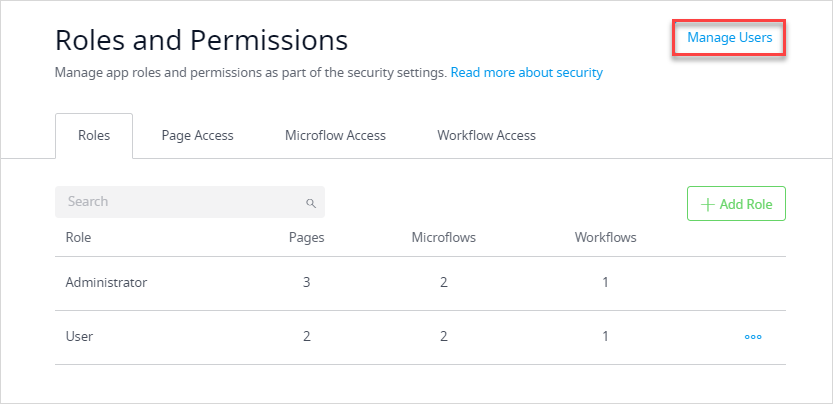 Roles and Permissions
Manage Users
Manage app roles and permissions as part of the security settings. Read more about security
Roles Page Access Microflow Access Workflow Access
Search
Add Role
Role Pages Microflows Workflows
Administrator 3 2 1
User 2 2 1